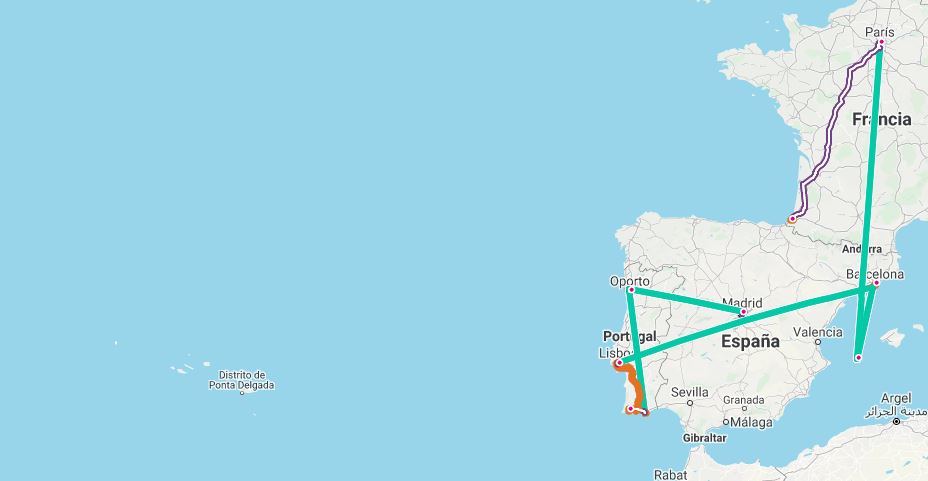 París
Francia
Andorra
Barcelona
Oporto
Madrid
Portugal
España
Valencia
Lisboa
Distrito de
Ponta Delgada
Sevilla
Granada
Málaga
Argel
مدينة الجزائر
Gibraltar
Rabat